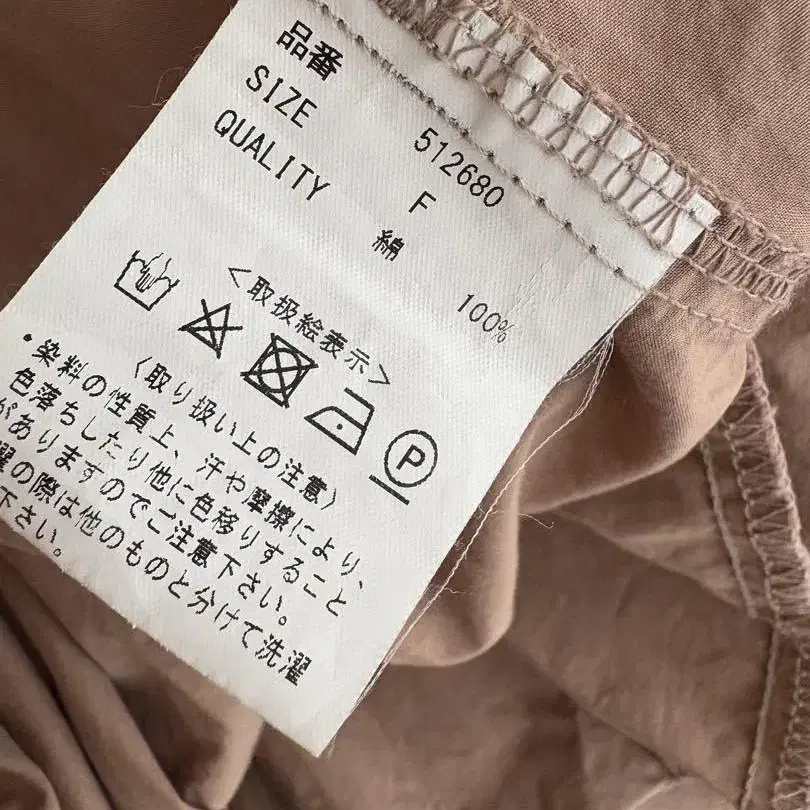 品番 512680
SIZE F
QUALITY 綿 100%
＜取扱絵表示＞
P
〈取り扱い上の注意〉
・染料の性質上、汗や摩擦により、
色落ちしたり他に色移りすること
がありますのでご注意下さい。
濯の際は他のものと分けて洗濯
下さい。